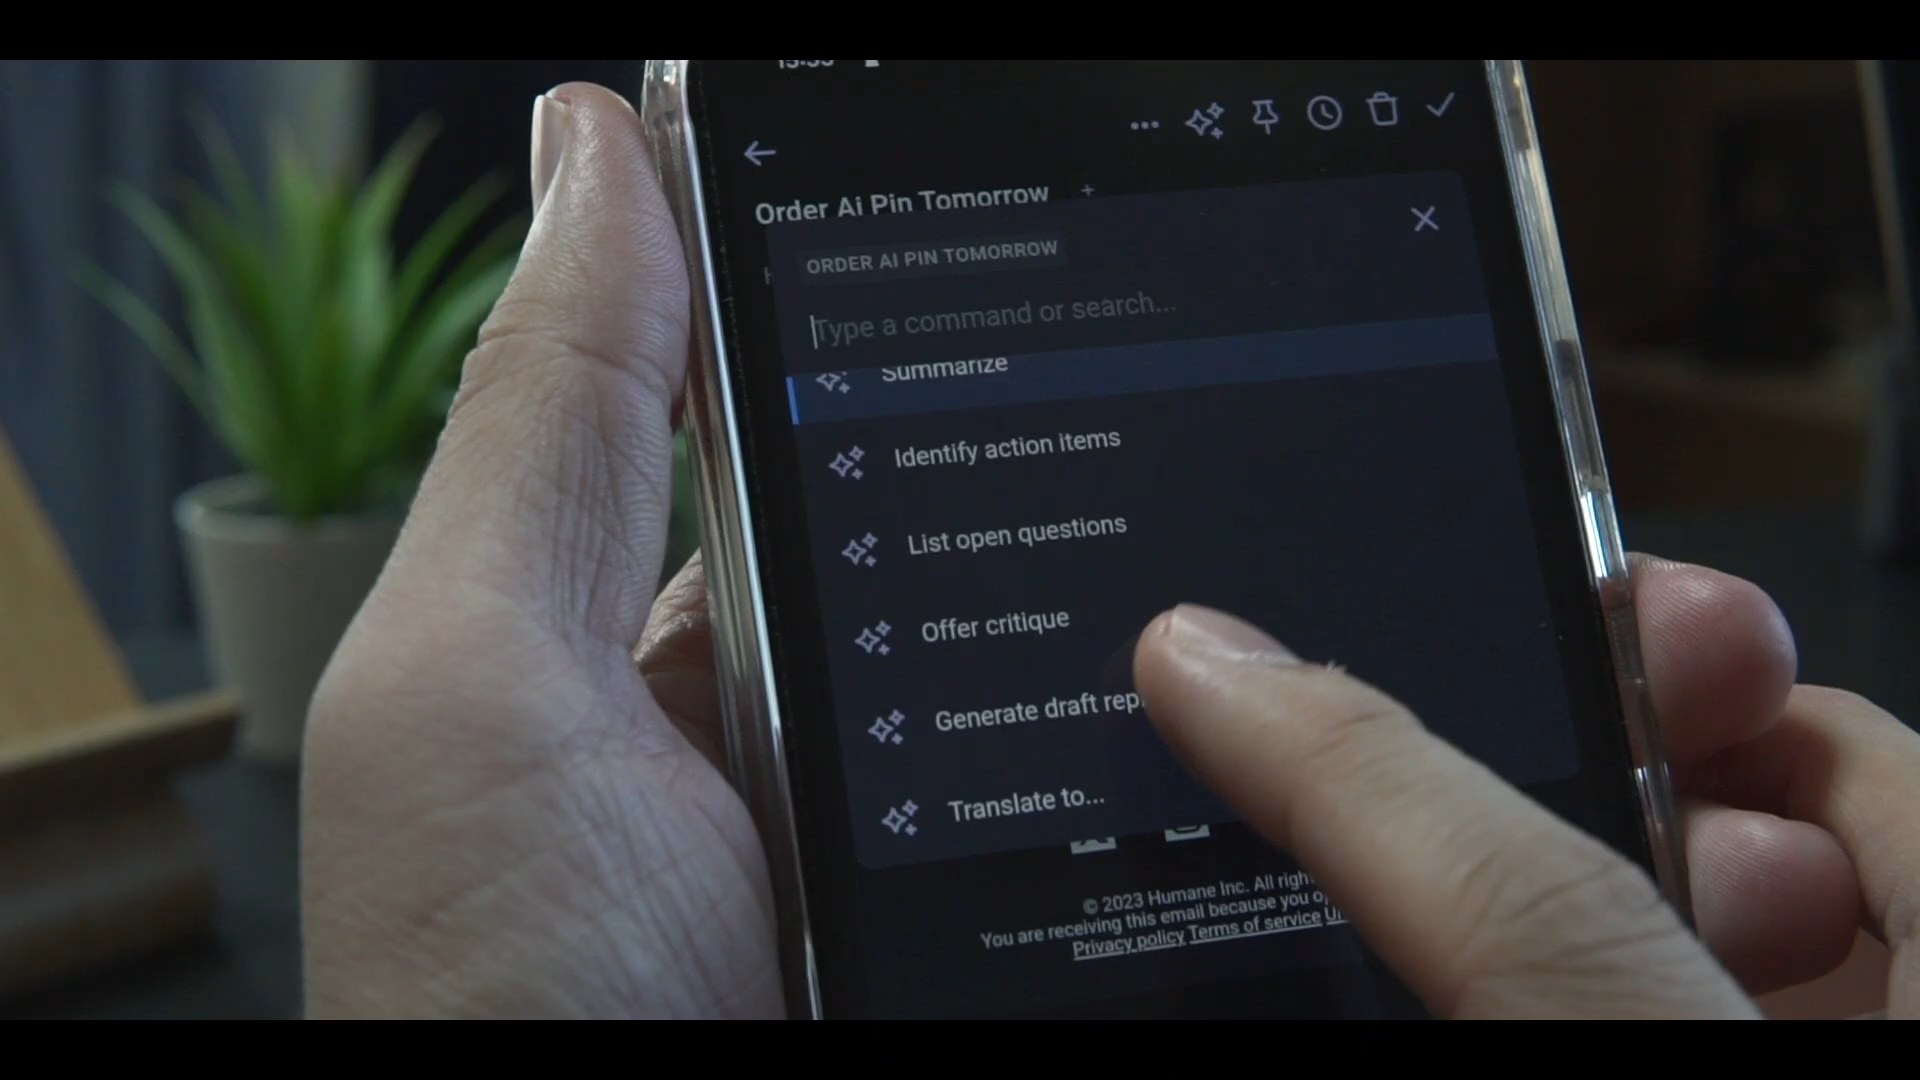 Order Ai Pin Tomorrow
ORDER AI PIN TOMORROW
Type a command or search...
Summarize
Identify action items
List open questions
Offer critique
Generate draft
Translate to...
© 2023 Humane Inc. All
You are receiving this email because you
Privacy policy Terms of service